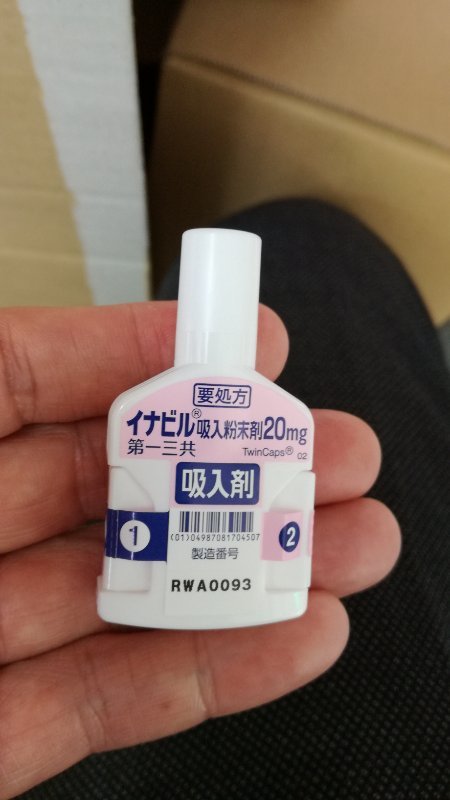 要処方
イナビル®吸入粉末剤20mg
第一三共 TwinCaps® 02
吸入剤
1 2
(01)04987081704507
製造番号
RWA0093